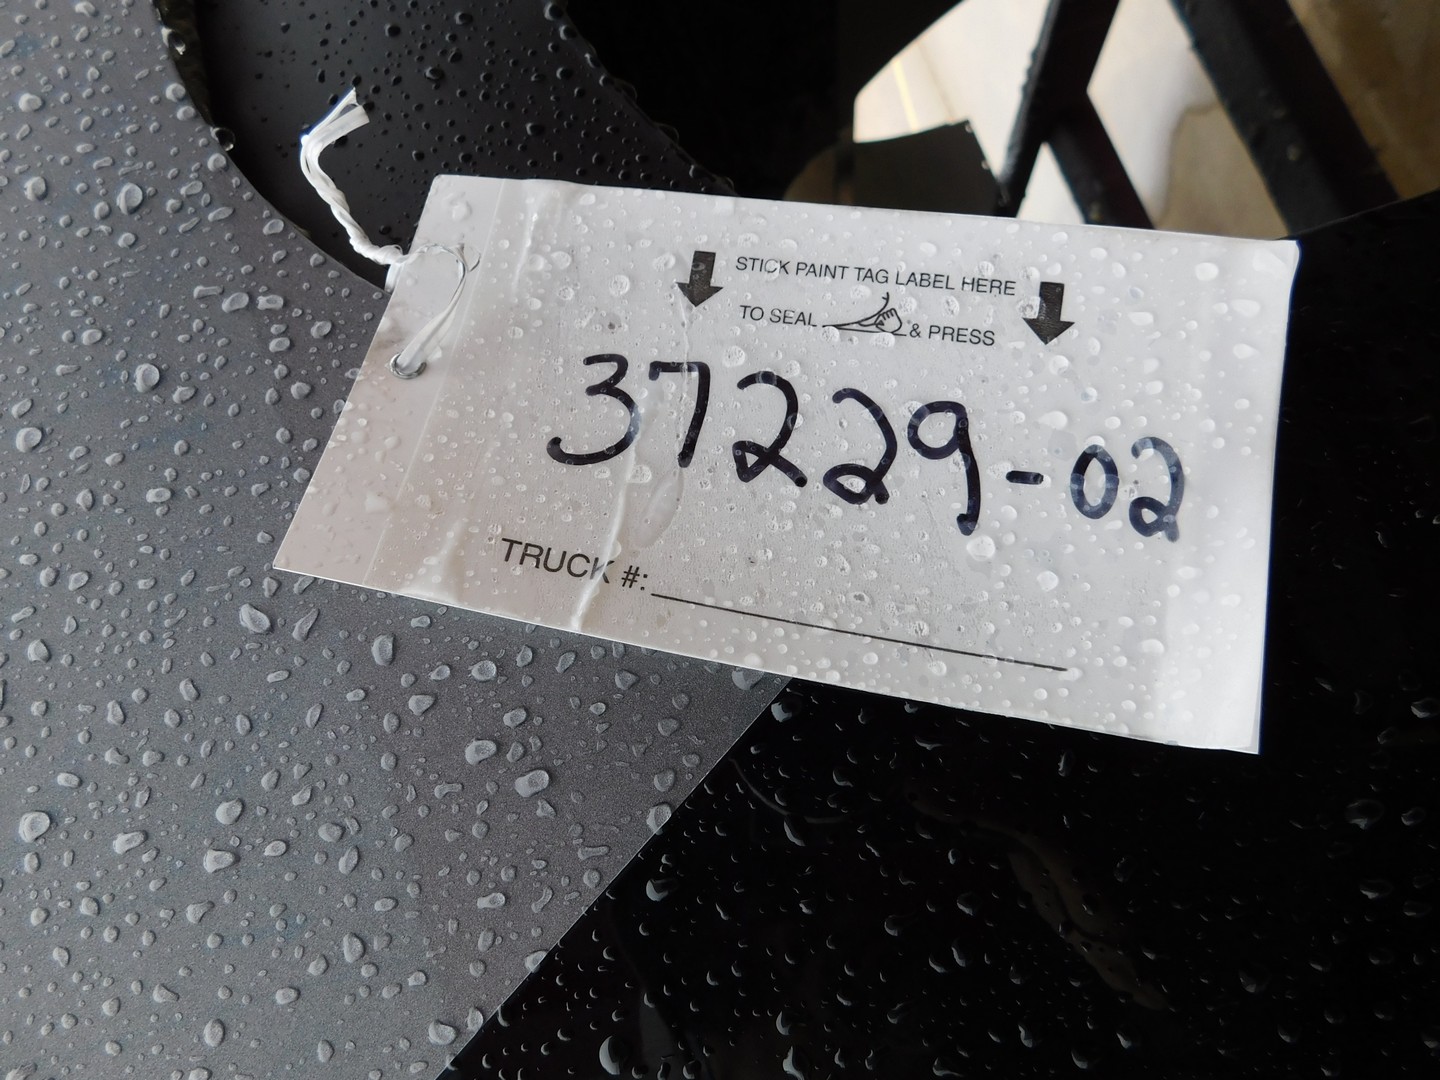 STICK PAINT TAG LABEL HERE
TO SEAL & PRESS
37229-02
TRUCK #: